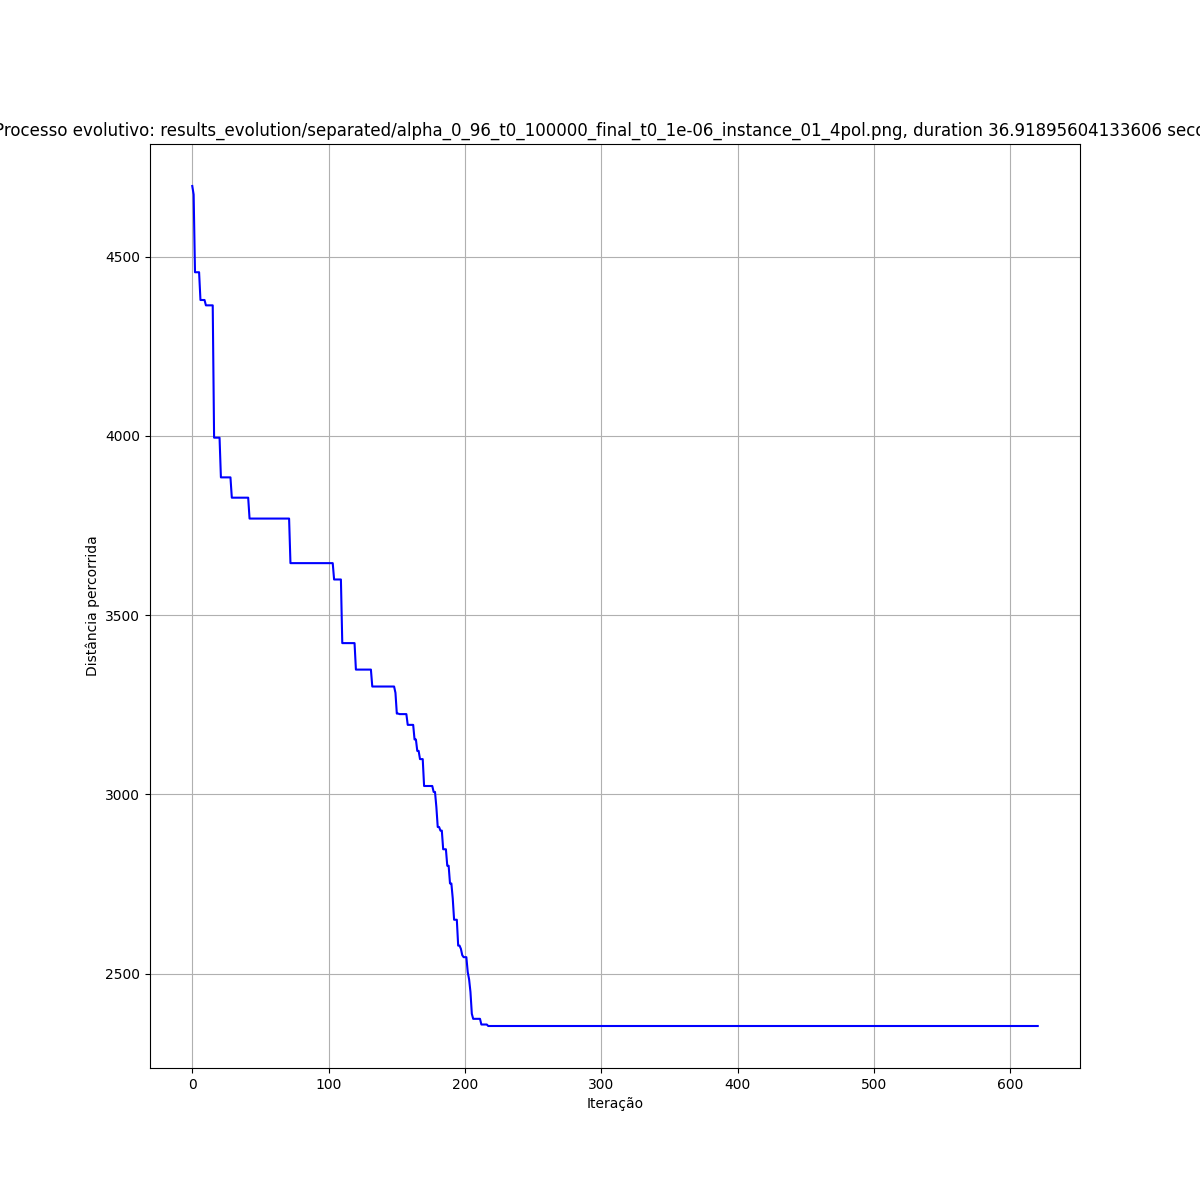 Processo evolutivo: results_evolution/separated/alpha_0_96_t0_100000_final_t0_1e-06_instance_01_4pol.png, duration 36.91895604133606
4500
4000
3500
3000
2500
Distância percorrida
0 100 200 300 400 500 600
Iteração